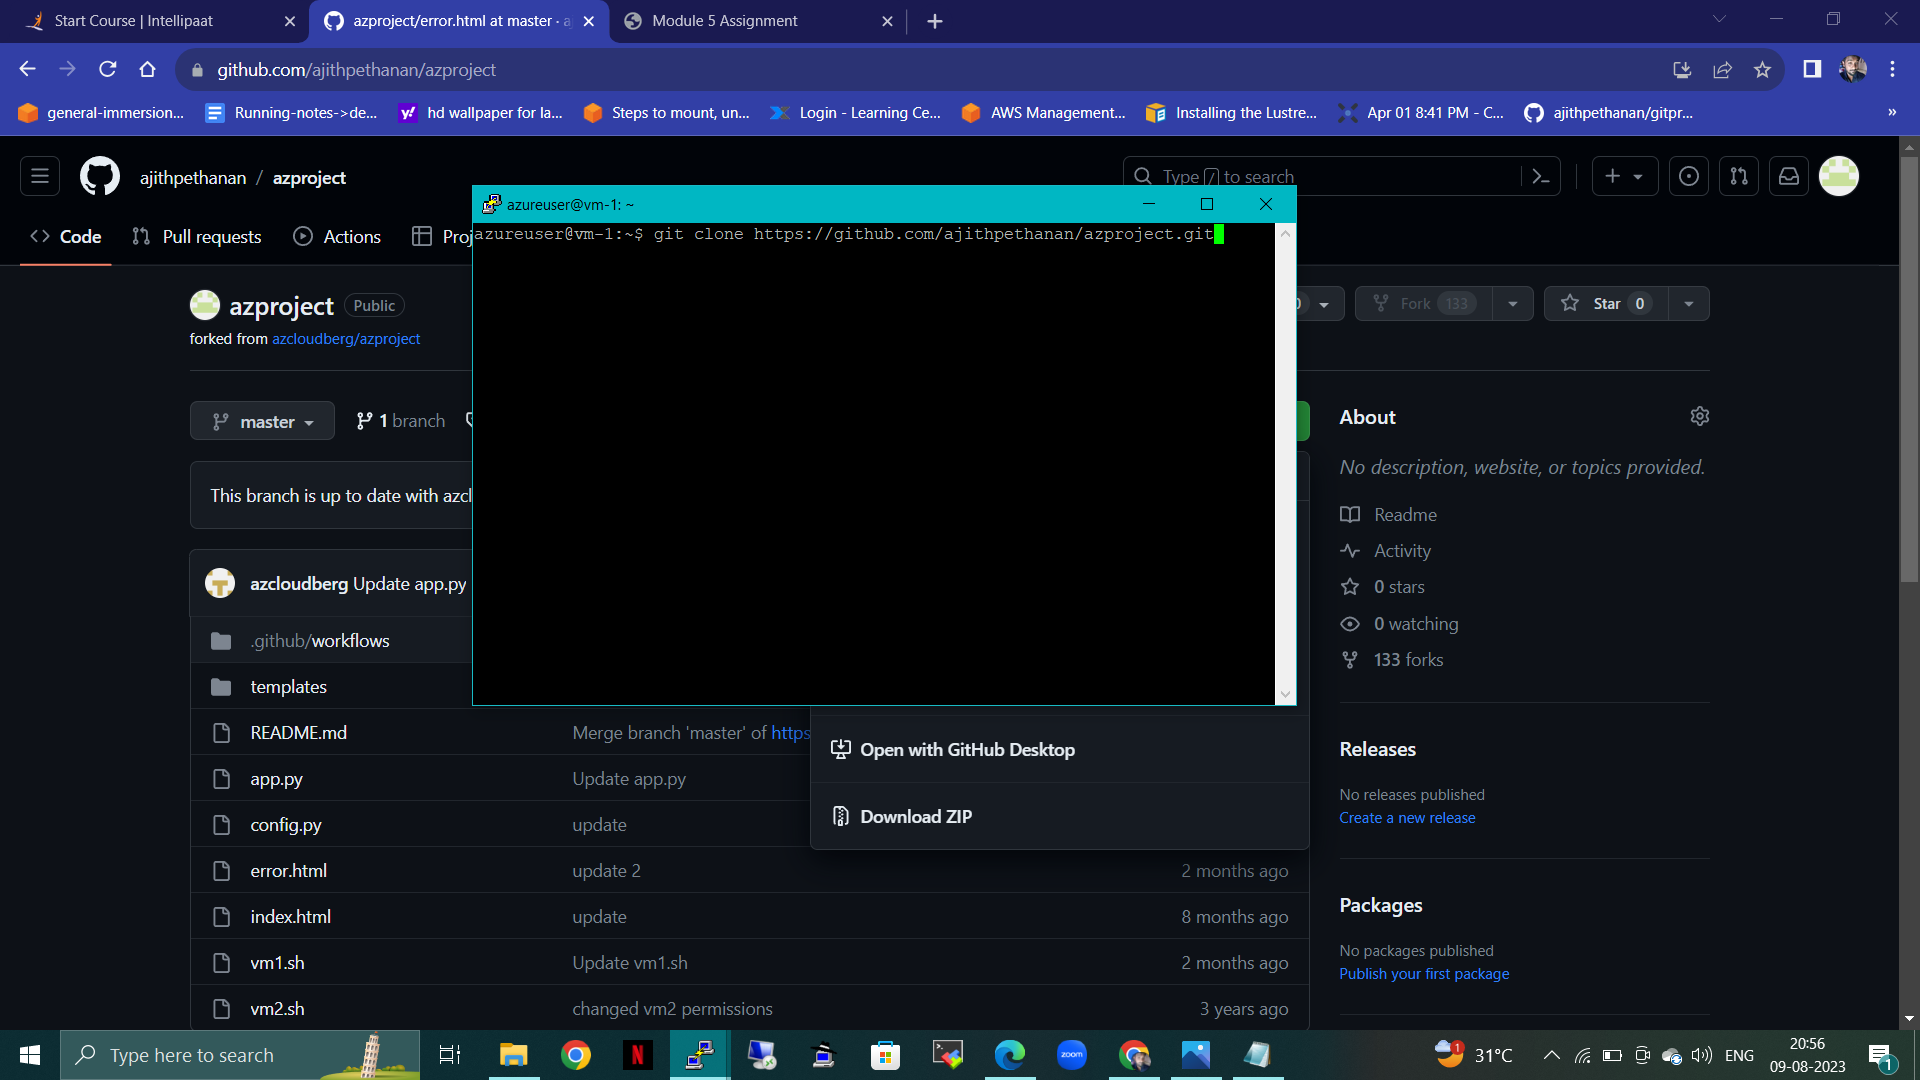 Start Course | Intellipaat
azproject/error.html at master · a
Module 5 Assignment
github.com/ajithpethanan/azproject
general-immersion...
Running-notes->de...
hd wallpaper for la...
Steps to mount, un...
Login - Learning Ce...
AWS Management...
Installing the Lustre...
Apr 01 8:41 PM - C...
ajithpethanan/gitpr...
»
ajithpethanan / azproject
Type / to search
azureuser@vm-1: ~
Code
Pull requests
Actions
Proj
azureuser@vm-1:~$ git clone https://github.com/ajithpethanan/azproject.git
azproject Public
Fork 133
Star 0
forked from azcloudberg/azproject
master
1 branch
About
This branch is up to date with azcl
No description, website, or topics provided.
Readme
Activity
azcloudberg Update app.py
0 stars
0 watching
.github/workflows
133 forks
templates
README.md
Merge branch 'master' of https
Open with GitHub Desktop
Releases
app.py
Update app.py
No releases published
Download ZIP
Create a new release
config.py
update
error.html
update 2
2 months ago
index.html
update
8 months ago
Packages
No packages published
vm1.sh
Update vm1.sh
2 months ago
Publish your first package
vm2.sh
changed vm2 permissions
3 years ago
Type here to search
zoom
1
31°C
ENG
20:56
09-08-2023
1